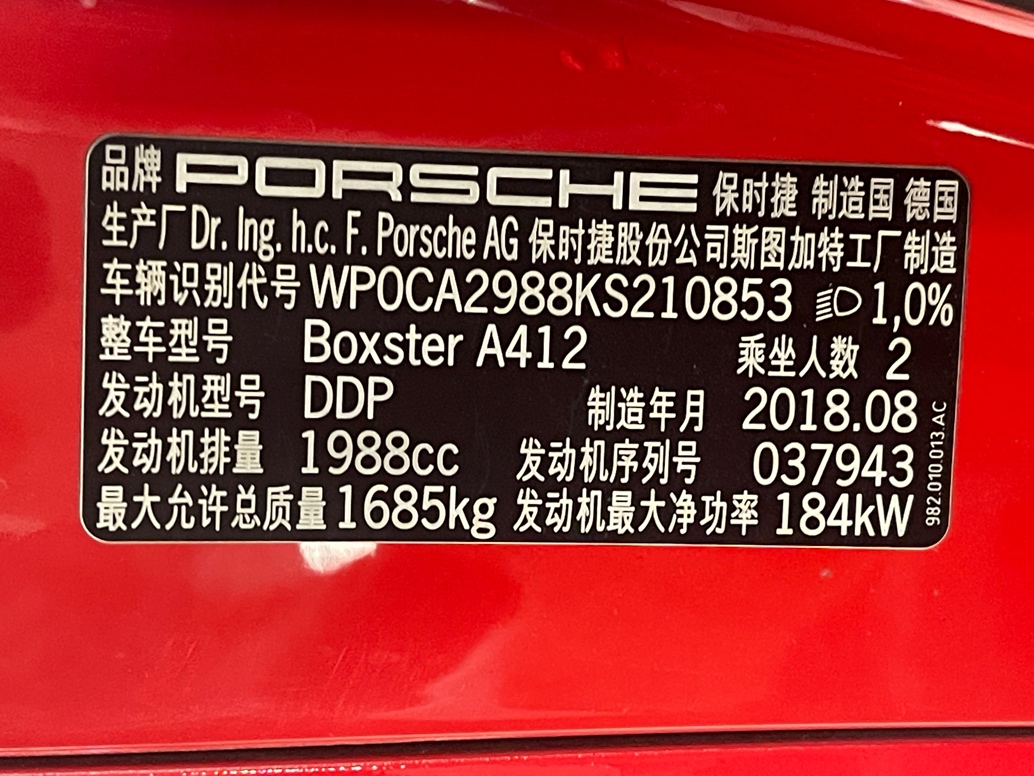 品牌 PORSCHE 保时捷 制造国 德国
生产厂 Dr. Ing. h.c. F. Porsche AG 保时捷股份公司斯图加特工厂制造
车辆识别代号 WP0CA2988KS210853 1,0%
整车型号 Boxster A412 乘坐人数 2
发动机型号 DDP 制造年月 2018.08
发动机排量 1988cc 发动机序列号 037943
最大允许总质量 1685kg 发动机最大净功率 184kW
982.010.013.AC